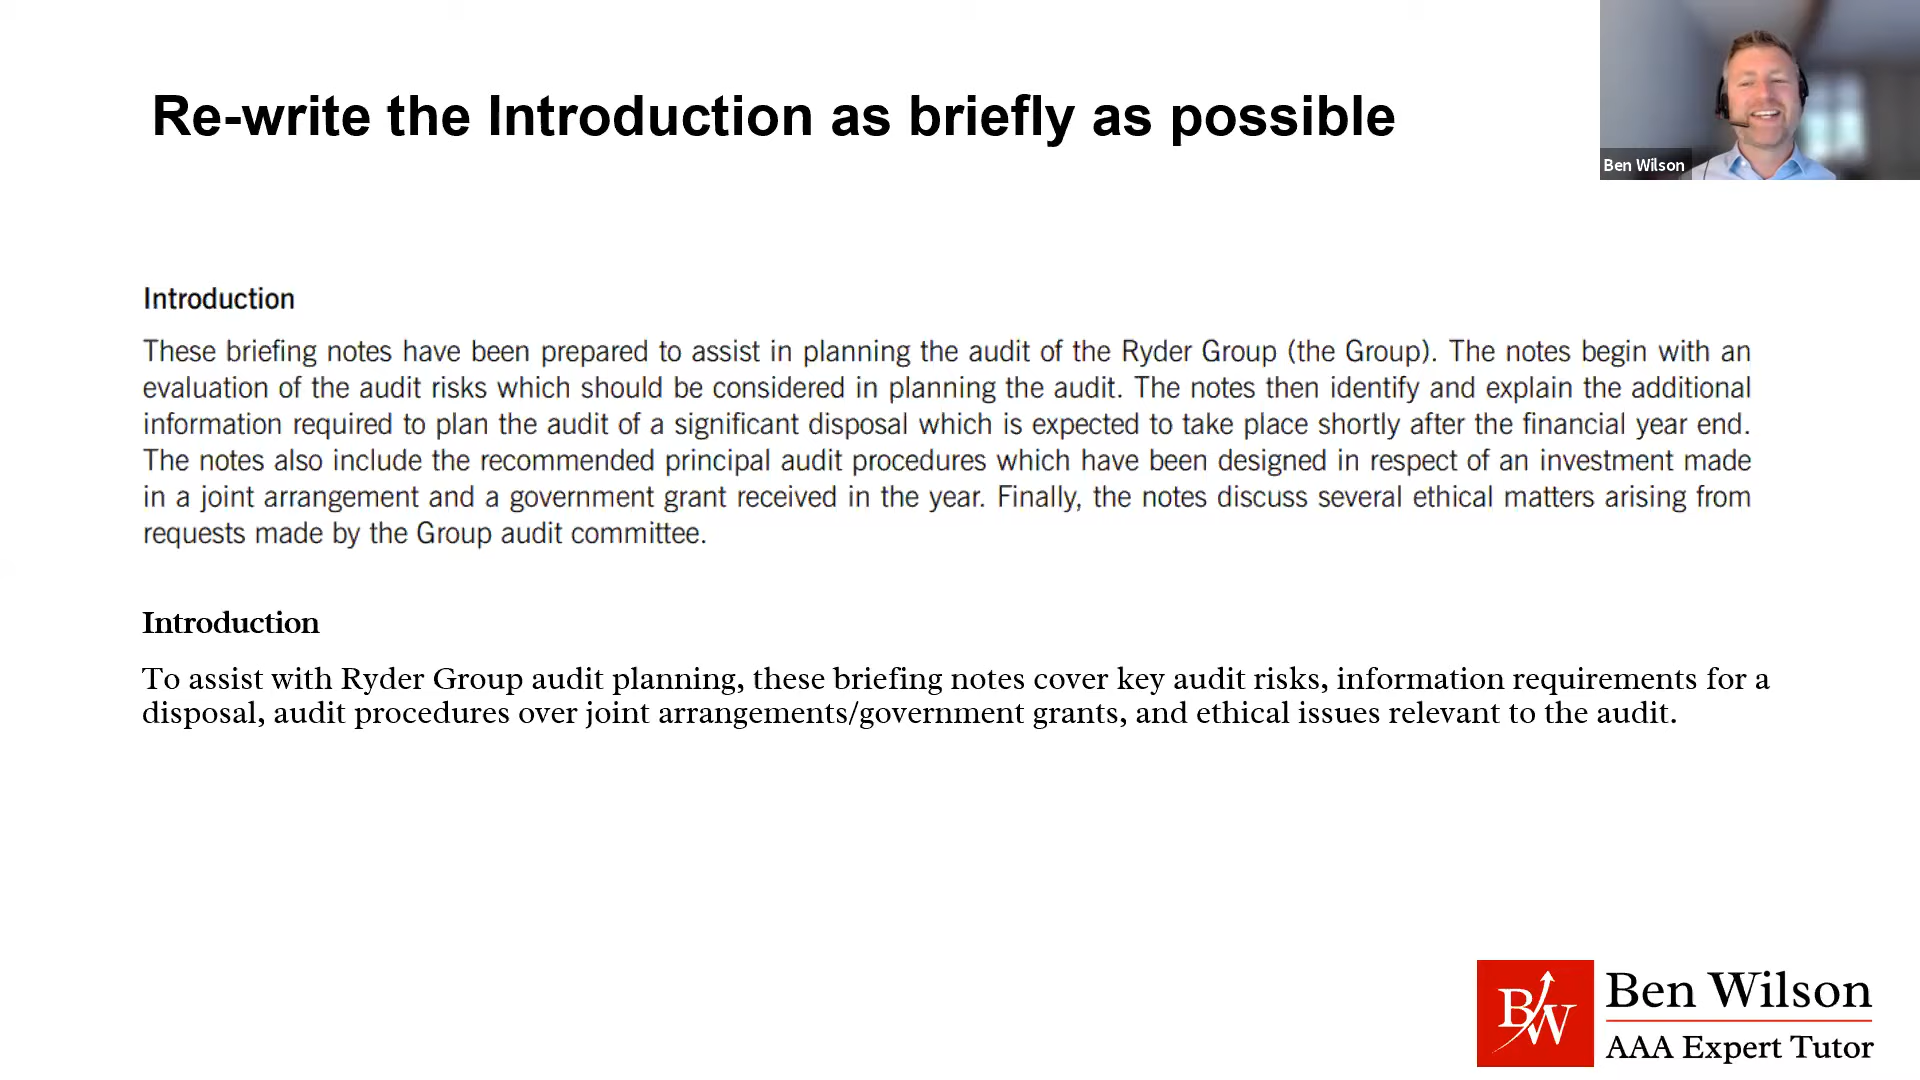 Re-write the Introduction as briefly as possible
Ben Wilson
Introduction
These briefing notes have been prepared to assist in planning the audit of the Ryder Group (the Group). The notes begin with an
evaluation of the audit risks which should be considered in planning the audit. The notes then identify and explain the additional
information required to plan the audit of a significant disposal which is expected to take place shortly after the financial year end.
The notes also include the recommended principal audit procedures which have been designed in respect of an investment made
in a joint arrangement and a government grant received in the year. Finally, the notes discuss several ethical matters arising from
requests made by the Group audit committee.
Introduction
To assist with Ryder Group audit planning, these briefing notes cover key audit risks, information requirements for a
disposal, audit procedures over joint arrangements/government grants, and ethical issues relevant to the audit.
BW
Ben Wilson
AAA Expert Tutor